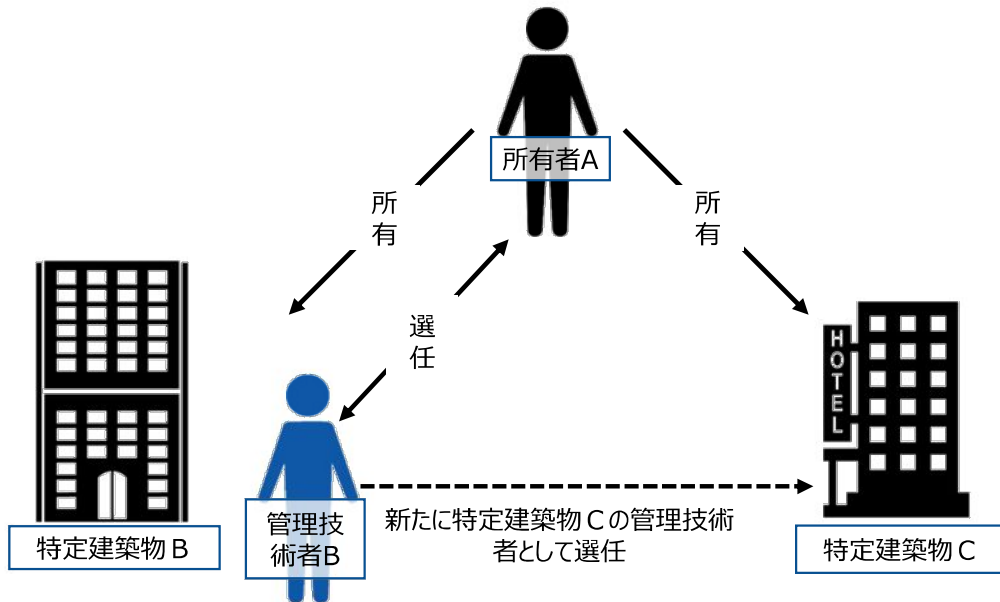 所有者A
所
有
所
有
選
任
HOTEL
管理技
術者B
新たに特定建築物Cの管理技術
者として選任
特定建築物B
特定建築物C